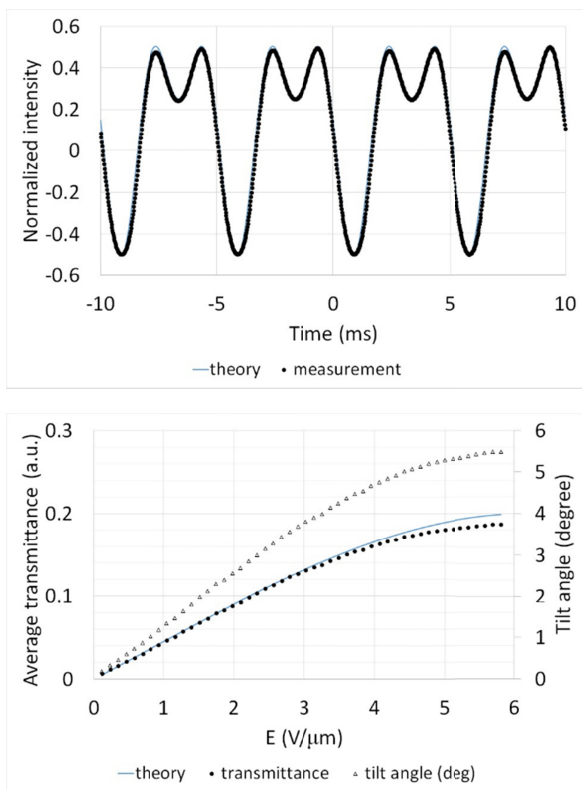 0.6
0.4
0.2
0
-0.2
-0.4
-0.6
Normalized intensity
-10 -5 0 5 10
Time (ms)
theory measurement
0.3
0.2
0.1
0
Average transmittance (a.u.)
6
5
4
3
2
1
0
Tilt angle (degree)
0 1 2 3 4 5 6
E (V/μm)
theory transmittance tilt angle (deg)